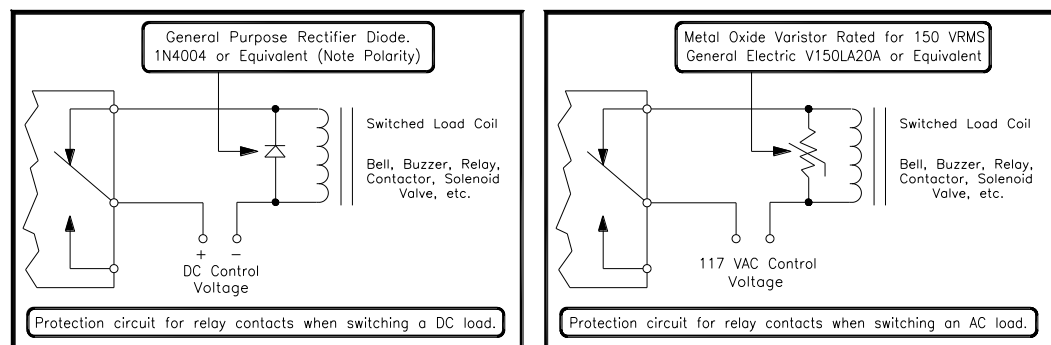 General Purpose Rectifier Diode.
1N4004 or Equivalent (Note Polarity)
Switched Load Coil
Bell, Buzzer, Relay,
Contactor, Solenoid
Valve, etc.
+ −
DC Control
Voltage
Protection circuit for relay contacts when switching a DC load.
Metal Oxide Varistor Rated for 150 VRMS
General Electric V150LA20A or Equivalent
Switched Load Coil
Bell, Buzzer, Relay,
Contactor, Solenoid
Valve, etc.
117 VAC Control
Voltage
Protection circuit for relay contacts when switching an AC load.